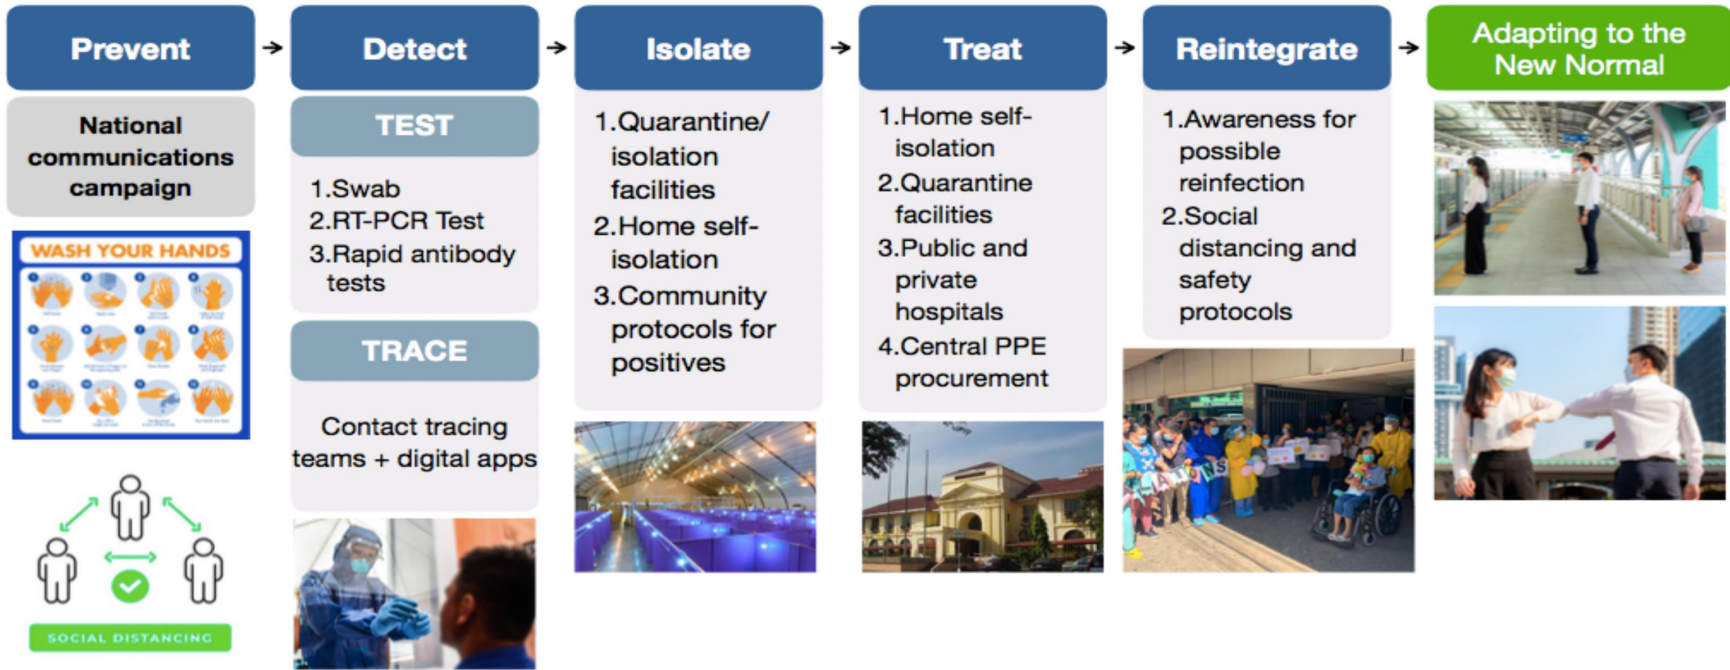 Prevent
National
communications
campaign
WASH YOUR HANDS
SOCIAL DISTANCING
Detect
TEST
1.Swab
2.RT-PCR Test
3.Rapid antibody
tests
TRACE
Contact tracing
teams + digital apps
Isolate
1.Quarantine/
isolation
facilities
2.Home self-
isolation
3.Community
protocols for
positives
Treat
1.Home self-
isolation
2.Quarantine
facilities
3.Public and
private
hospitals
4.Central PPE
procurement
Reintegrate
1.Awareness for
possible
reinfection
2.Social
distancing and
safety
protocols
Adapting to the
New Normal